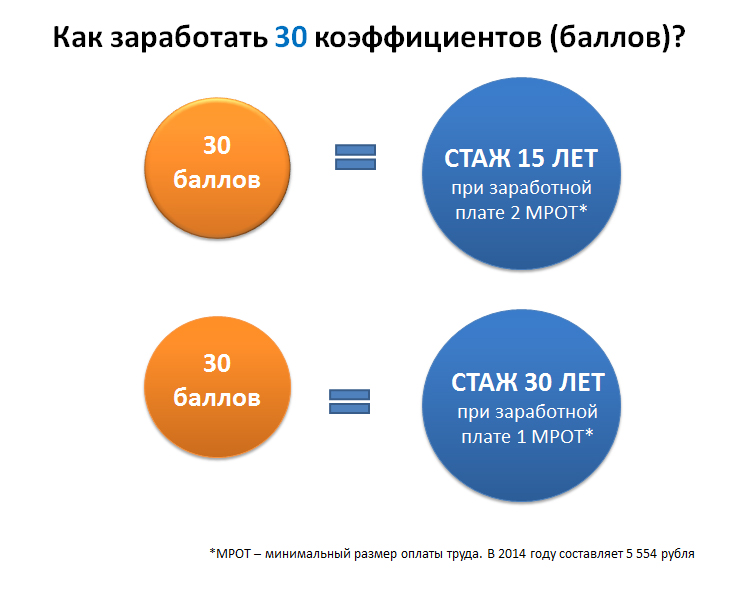 Как заработать 30 коэффициентов (баллов)?
30
баллов
СТАЖ 15 ЛЕТ
при заработной
плате 2 МРОТ*
30
баллов
СТАЖ 30 ЛЕТ
при заработной
плате 1 МРОТ*
*МРОТ – минимальный размер оплаты труда. В 2014 году составляет 5 554 рубля